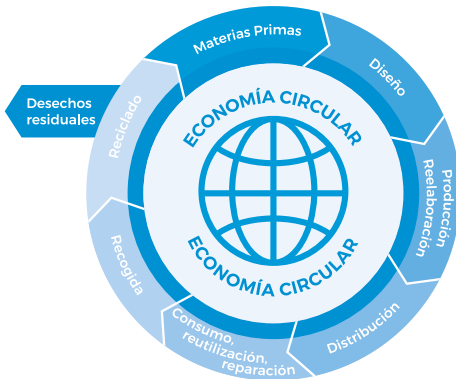 Materias Primas
Diseño
Producción
Reelaboración
Distribución
Consumo,
reutilización,
reparación
Recogida
Reciclado
Desechos
residuales
ECONOMÍA CIRCULAR
ECONOMÍA CIRCULAR